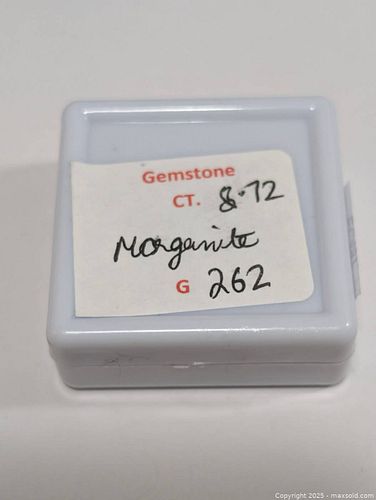 Gemstone
CT. 8.72
Morganite
G 262
Copyright 2025 - maxsold.com